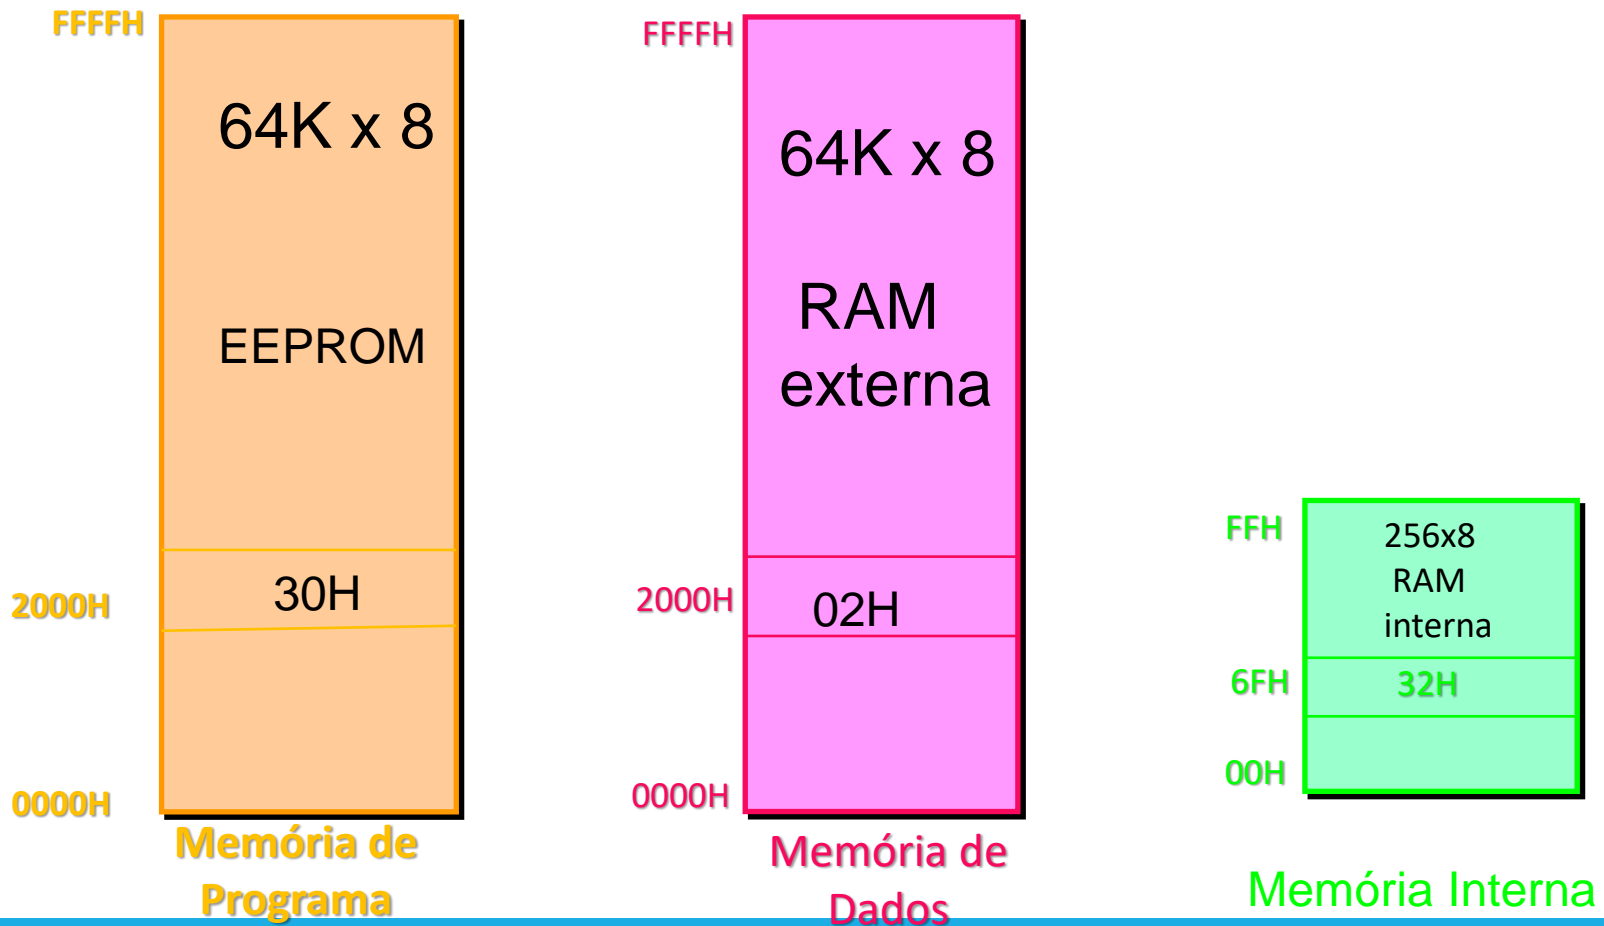 FFFFH
64K x 8
EEPROM
2000H
30H
0000H
Memória de
Programa
FFFFH
64K x 8
RAM
externa
2000H
02H
0000H
Memória de
Dados
FFH
256x8
RAM
interna
6FH
32H
00H
Memória Interna